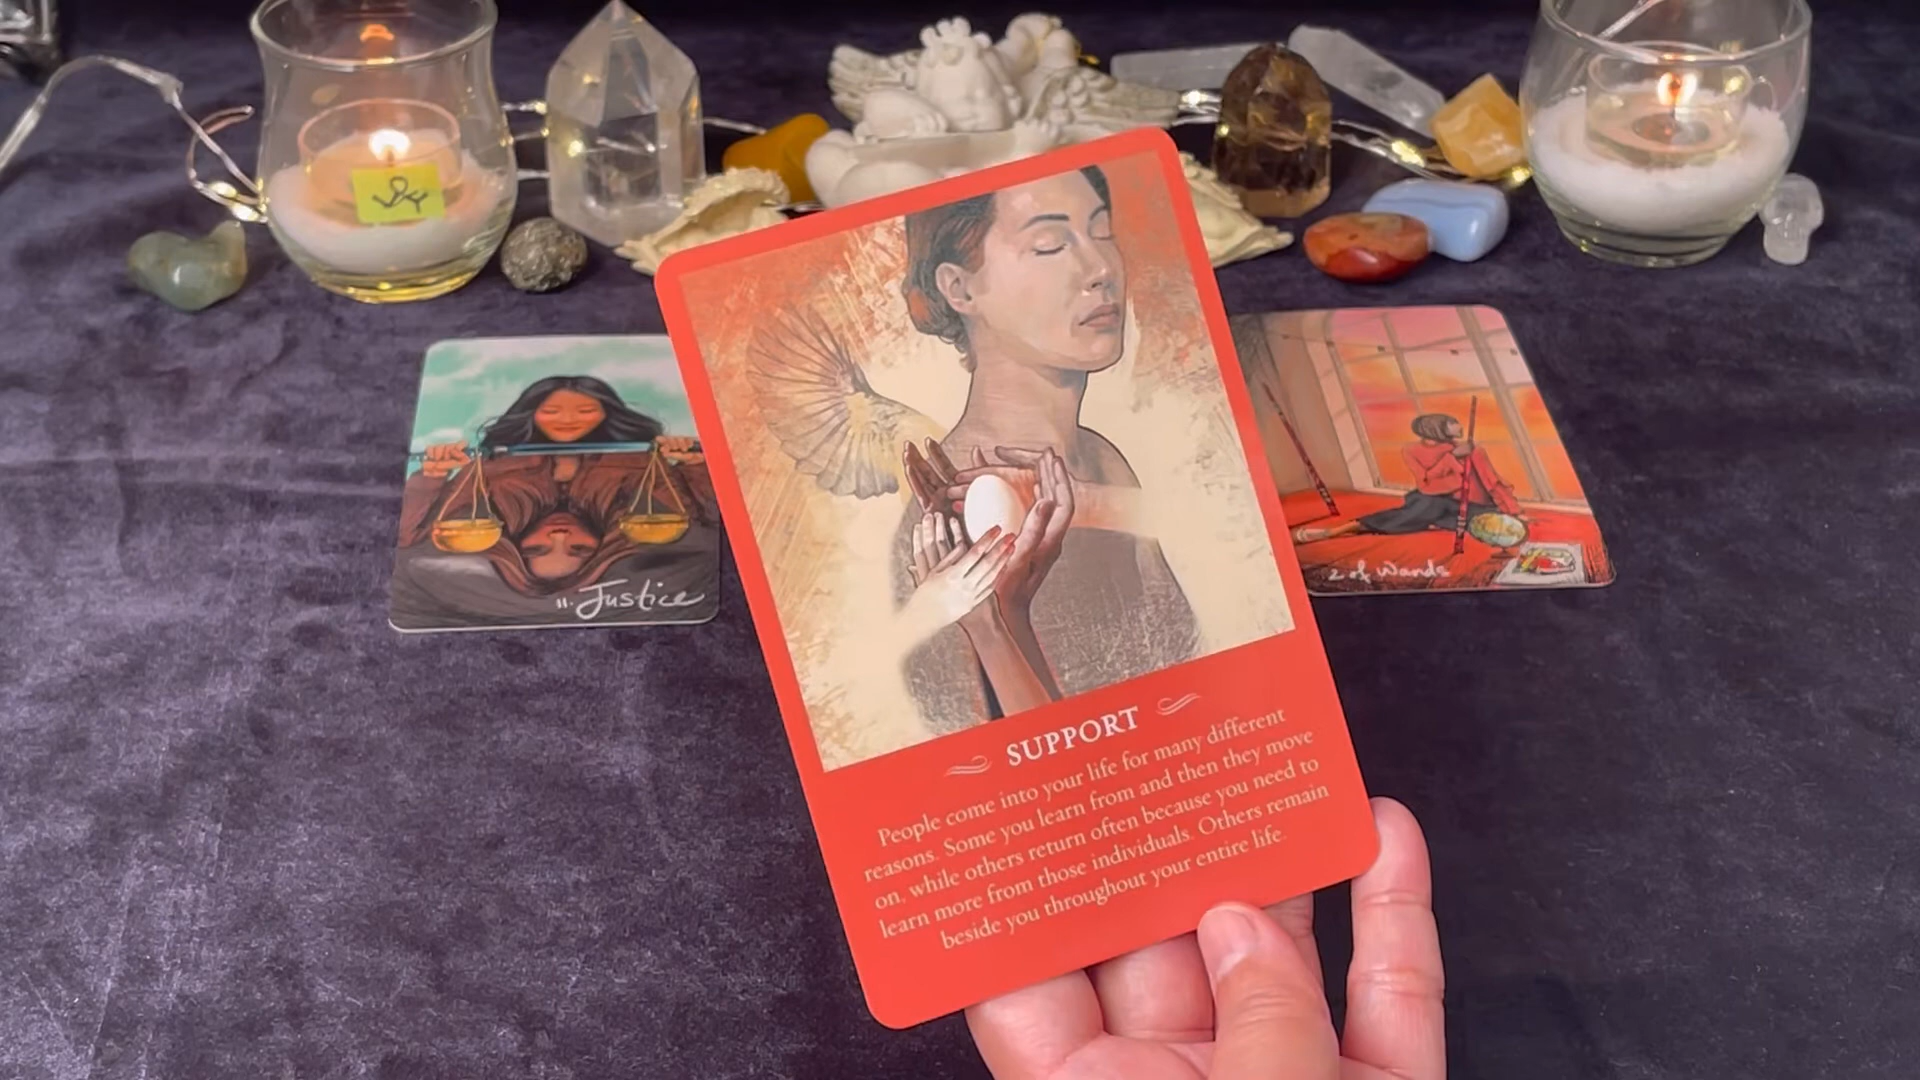 SUPPORT
People come into your life for many different
reasons. Some you learn from and then they move
on, while others return often because you need to
learn more from those individuals. Others remain
beside you throughout your entire life.
11. Justice
2 of Wands